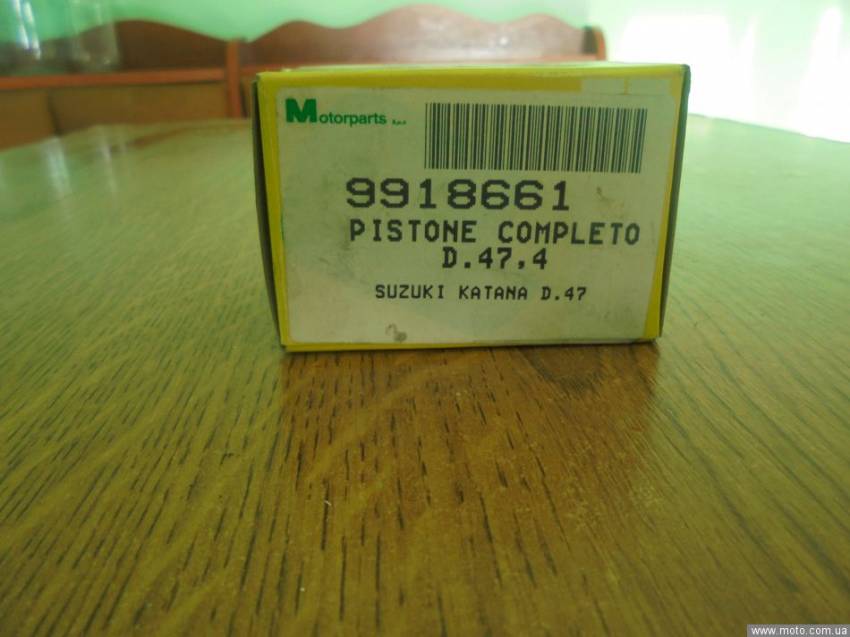 Motorparts
9918661
PISTONE COMPLETO
D.47,4
SUZUKI KATANA D.47
www.moto.com.ua